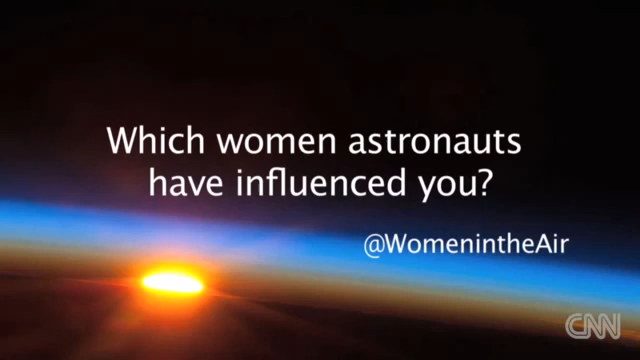 Which women astronauts
have influenced you?
@WomenintheAir
CNN